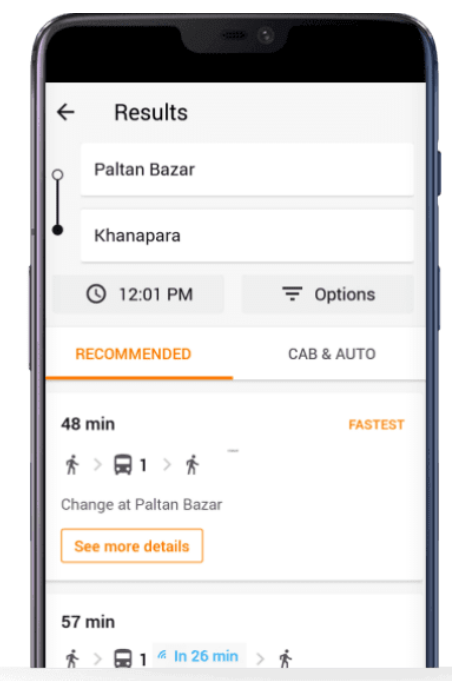 Results
Paltan Bazar
Khanapara
12:01 PM Options
RECOMMENDED CAB & AUTO
48 min FASTEST
1
Change at Paltan Bazar
See more details
57 min
1 In 26 min